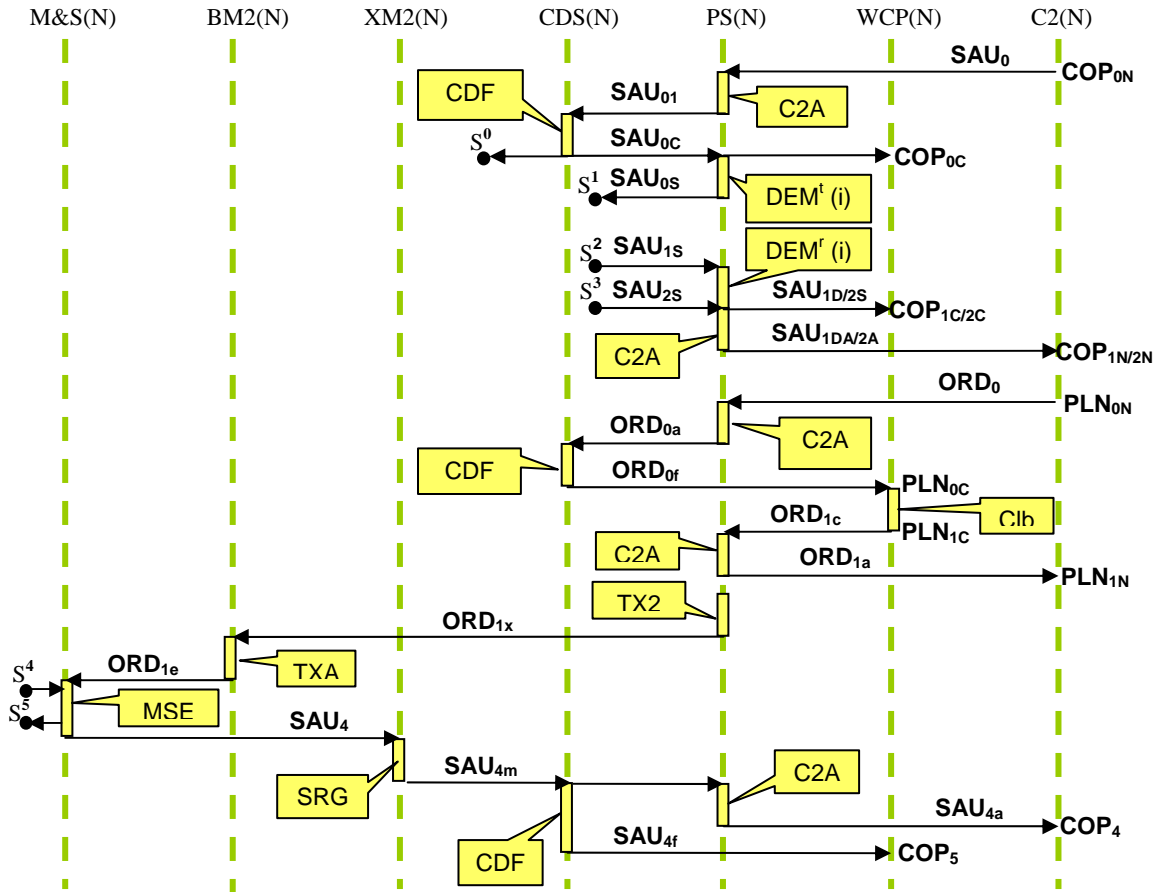 M&S(N) BM2(N) XM2(N) CDS(N) PS(N) WCP(N) C2(N)
SAU0 COP0N
CDF SAU01 C2A
S0 SAU0C COP0C
S1 SAU0S DEMt (i)
S2 SAU1S DEMr (i)
S3 SAU2S SAU1D/2S COP1C/2C
C2A SAU1DA/2A COP1N/2N
ORD0 PLN0N
ORD0a C2A
CDF ORD0f PLN0C
ORD1c PLN1C Clb
C2A ORD1a PLN1N
TX2
ORD1x
S4 ORD1e TXA
S5 MSE
SAU4
SRG SAU4m C2A
SAU4a COP4
CDF SAU4f COP5